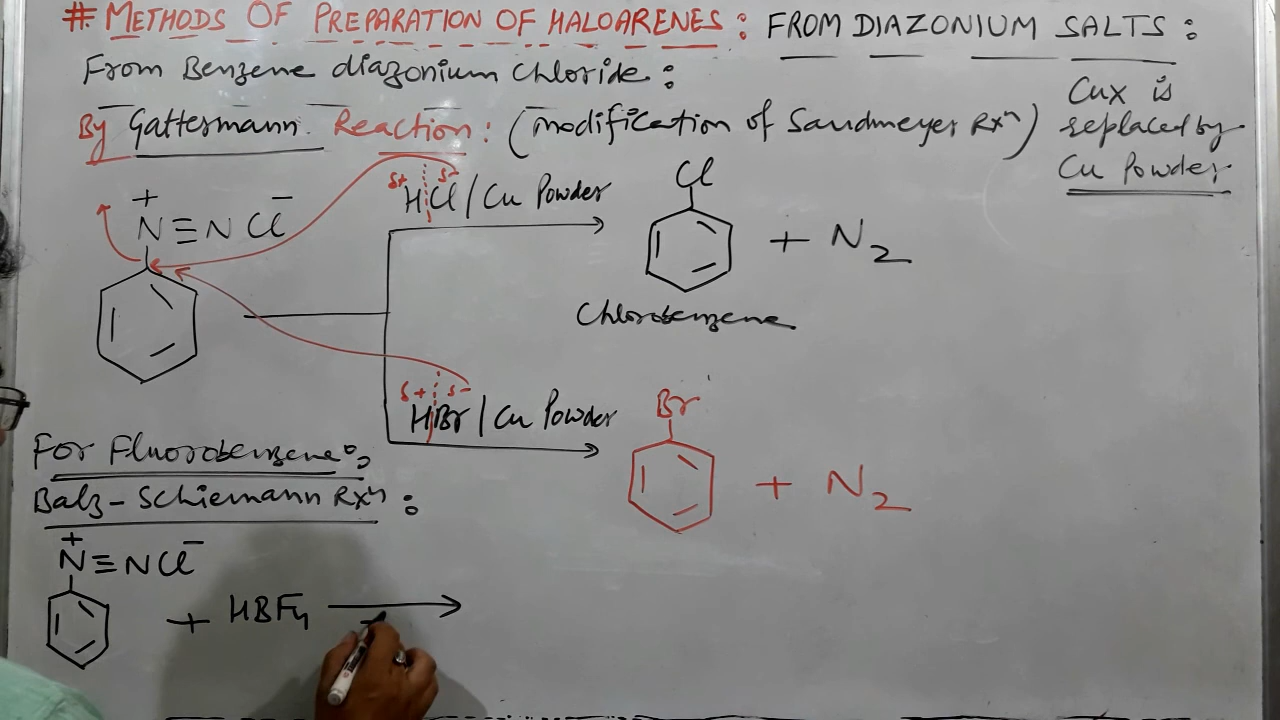 # METHODS OF PREPARATION OF HALOARENES : FROM DIAZONIUM SALTS :
From Benzene diazonium Chloride :
By Gattermann Reaction : (modification of Sandmeyer Rxⁿ)
CuX is
replaced by
Cu Powder
+
N≡N Cl⁻
δ+ δ-
HCl / Cu Powder
Cl
+ N₂
Chlorobenzene
δ+ δ-
HBr / Cu Powder
Br
+ N₂
For Fluorobenzene :
Balz-Schiemann Rxⁿ :
+
N≡NCl⁻
+ HBF₄